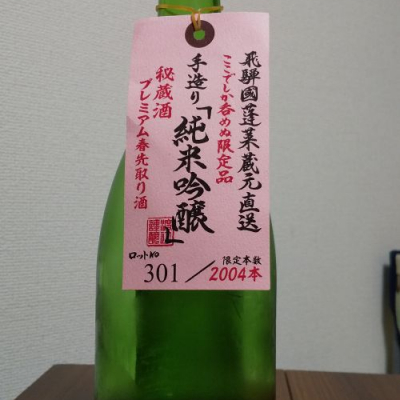 飛騨國蓬莱蔵元直送
ここでしか呑めぬ限定品
手造り「純米吟醸」
秘蔵酒
プレミアム春先取り酒
ロットNo
301／
限定本数
2004本